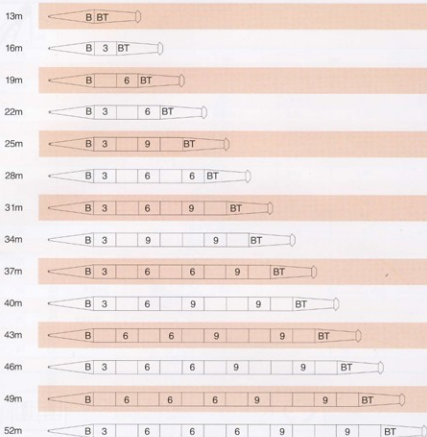 13m B BT
16m B 3 BT
19m B 6 BT
22m B 3 6 BT
25m B 3 9 BT
28m B 3 6 6 BT
31m B 3 6 9 BT
34m B 3 9 9 BT
37m B 3 6 6 9 BT
40m B 3 6 9 9 BT
43m B 6 6 9 9 BT
46m B 3 6 6 9 9 BT
49m B 6 6 6 9 9 BT
52m B 3 6 6 6 9 9 BT